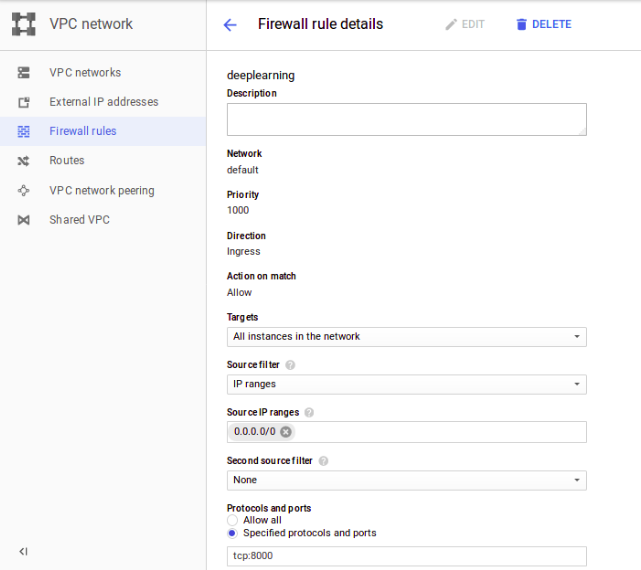 VPC network
Firewall rule details
EDIT
DELETE
VPC networks
External IP addresses
Firewall rules
Routes
VPC network peering
Shared VPC
deeplearning
Description
Network
default
Priority
1000
Direction
Ingress
Action on match
Allow
Targets
All instances in the network
Source filter
IP ranges
Source IP ranges
0.0.0.0/0
Second source filter
None
Protocols and ports
Allow all
Specified protocols and ports
tcp:8000